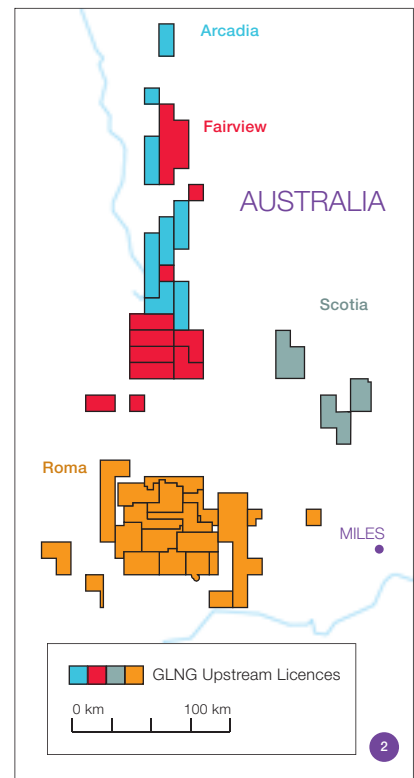 Arcadia
Fairview
AUSTRALIA
Scotia
Roma
MILES
GLNG Upstream Licences
0 km 100 km
2